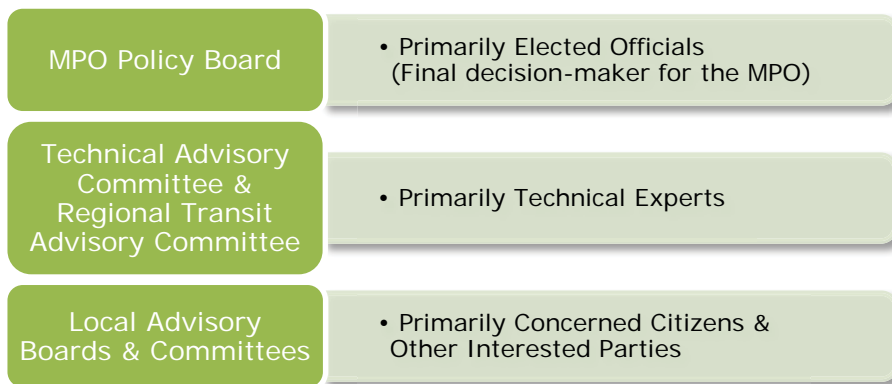 MPO Policy Board
• Primarily Elected Officials
(Final decision-maker for the MPO)
Technical Advisory
Committee &
Regional Transit
Advisory Committee
• Primarily Technical Experts
Local Advisory
Boards & Committees
• Primarily Concerned Citizens &
Other Interested Parties